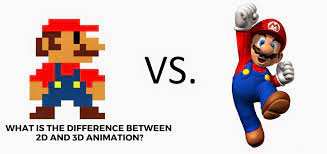 VS.
WHAT IS THE DIFFERENCE BETWEEN
2D AND 3D ANIMATION?